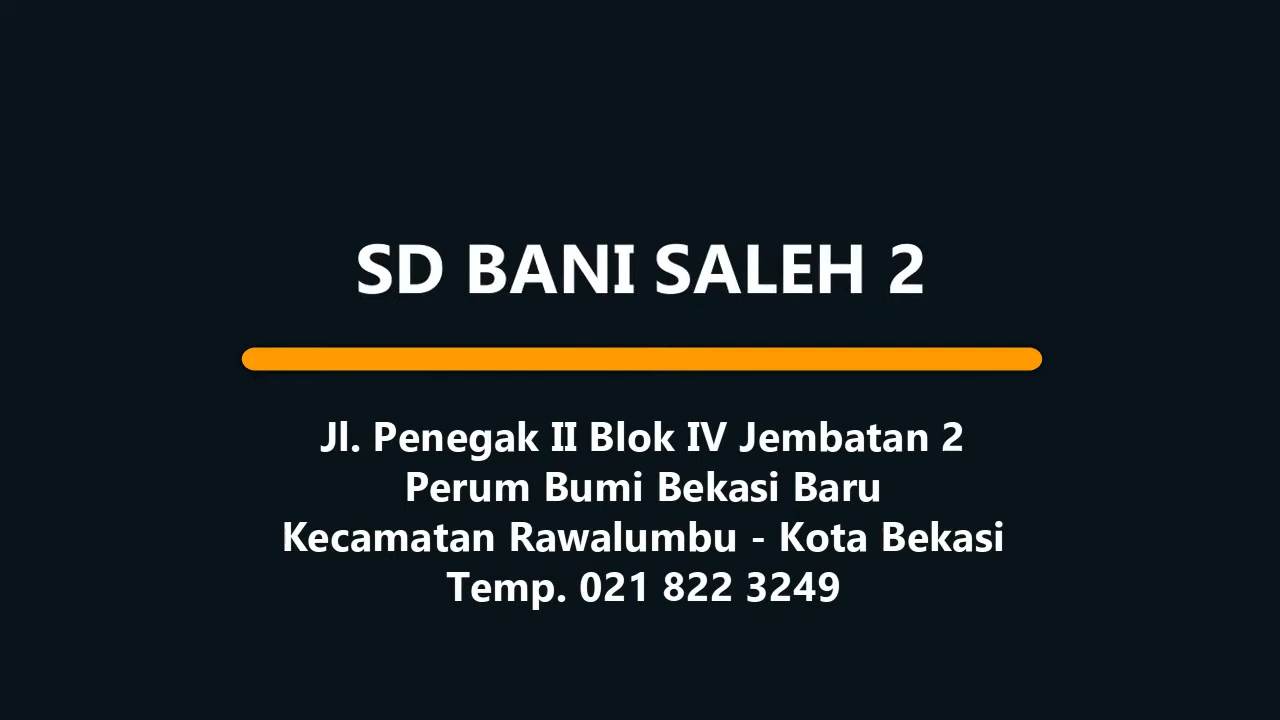 SD BANI SALEH 2
Jl. Penegak II Blok IV Jembatan 2
Perum Bumi Bekasi Baru
Kecamatan Rawalumbu - Kota Bekasi
Temp. 021 822 3249